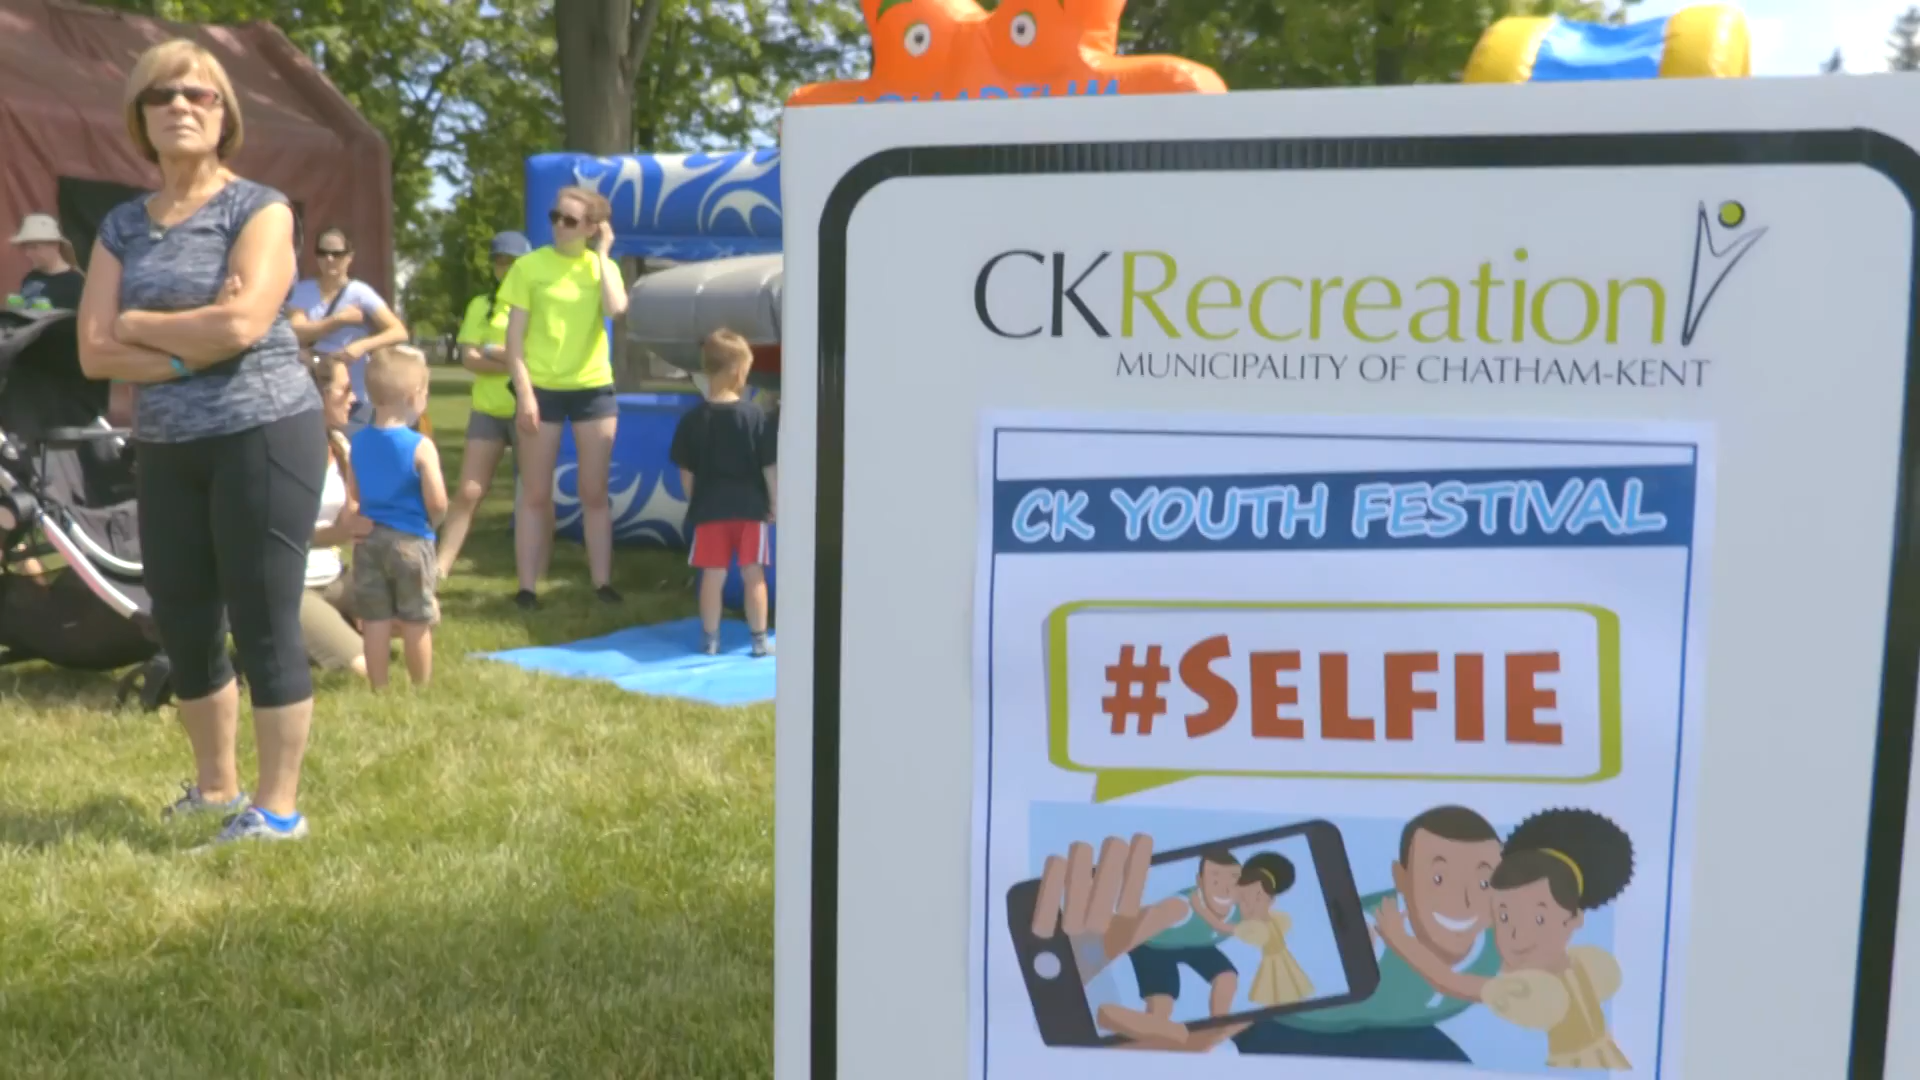 CKRecreation
MUNICIPALITY OF CHATHAM-KENT
CK YOUTH FESTIVAL
#SELFIE